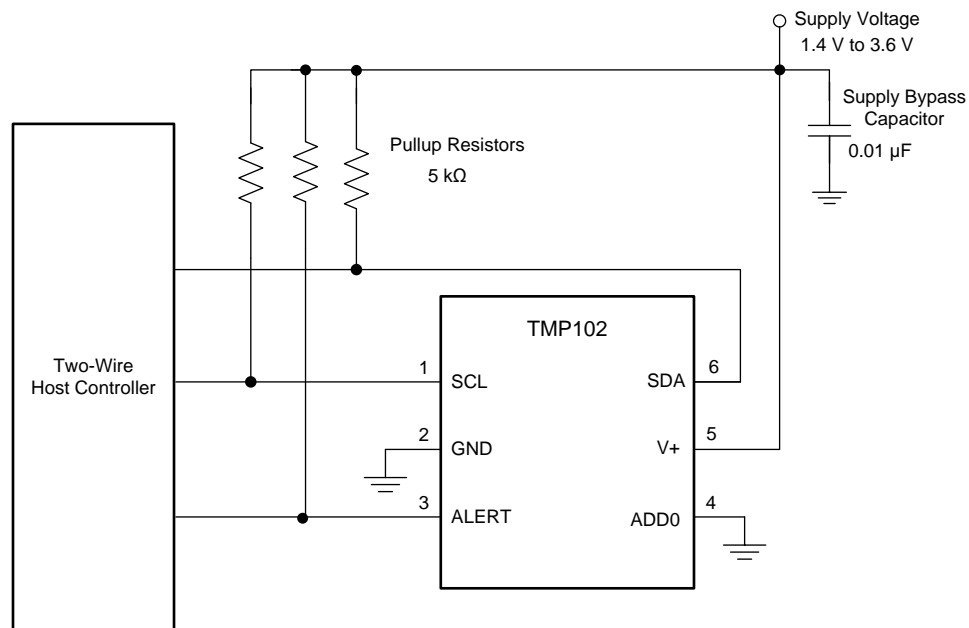 Supply Voltage
1.4 V to 3.6 V
Supply Bypass
Capacitor
0.01 µF
Pullup Resistors
5 kΩ
Two-Wire
Host Controller
TMP102
1
SCL
SDA
6
2
GND
V+
5
3
ALERT
ADD0
4